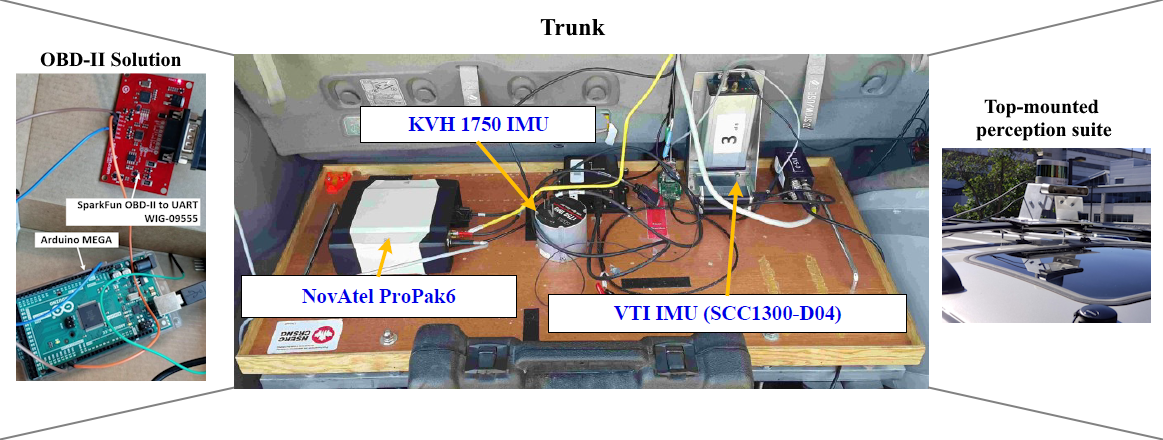 Trunk
OBD-II Solution
SparkFun OBD-II to UART
WIG-09555
Arduino MEGA
KVH 1750 IMU
NovAtel ProPak6
VTI IMU (SCC1300-D04)
3
NSERC
CRSNG
Top-mounted
perception suite